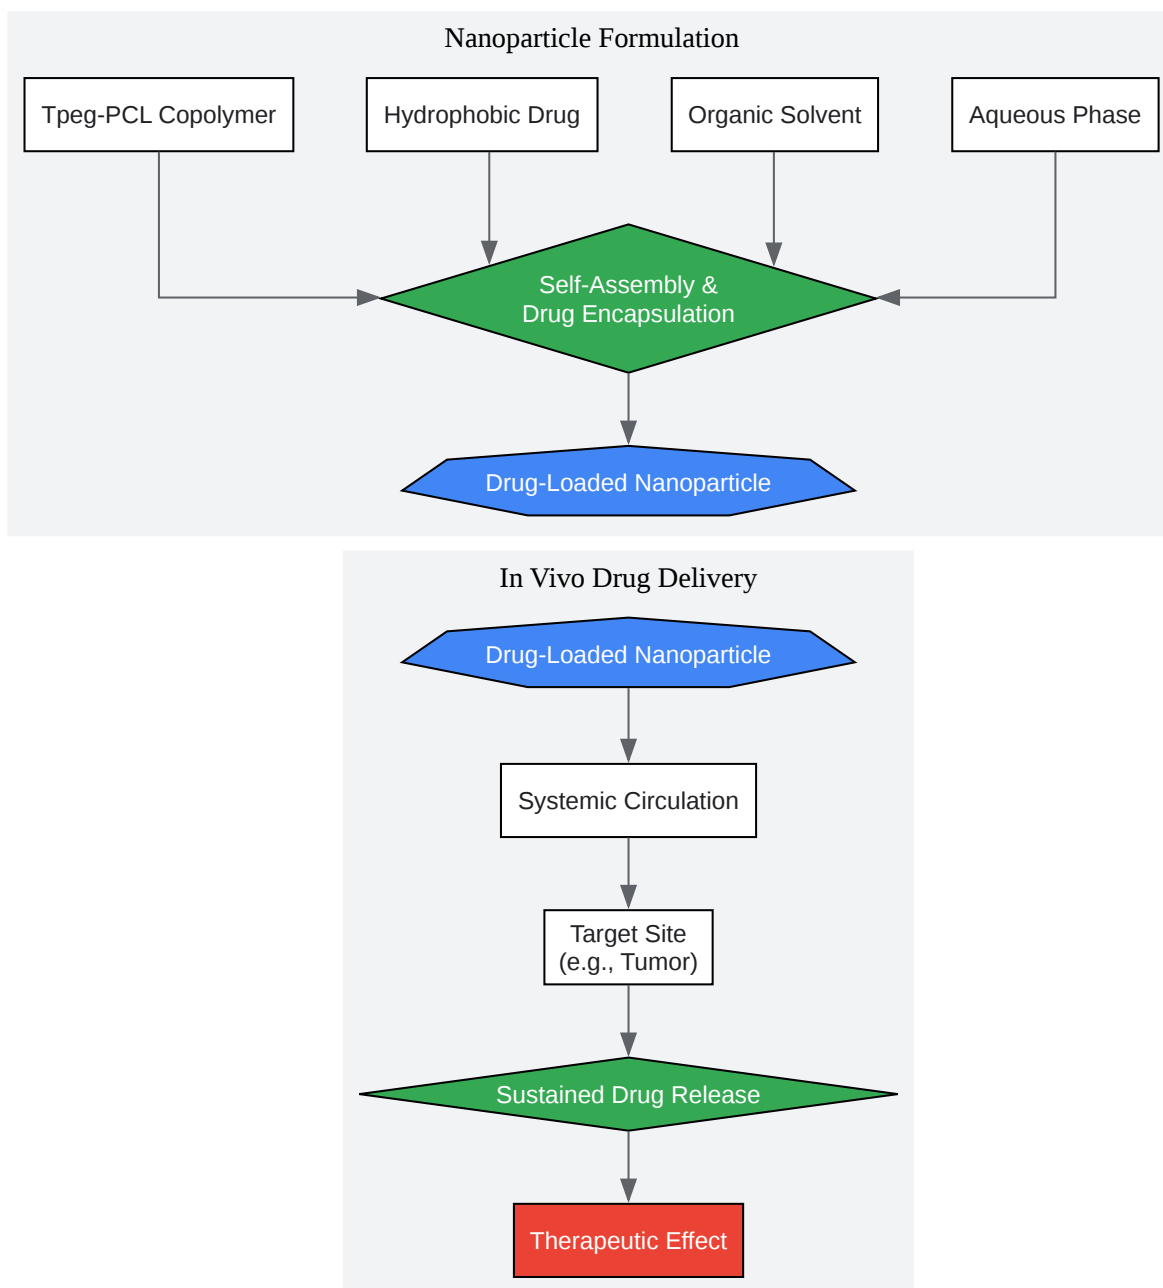 Nanoparticle Formulation
Tpeg-PCL Copolymer
Hydrophobic Drug
Organic Solvent
Aqueous Phase
Self-Assembly &
Drug Encapsulation
Drug-Loaded Nanoparticle
In Vivo Drug Delivery
Drug-Loaded Nanoparticle
Systemic Circulation
Target Site
(e.g., Tumor)
Sustained Drug Release
Therapeutic Effect